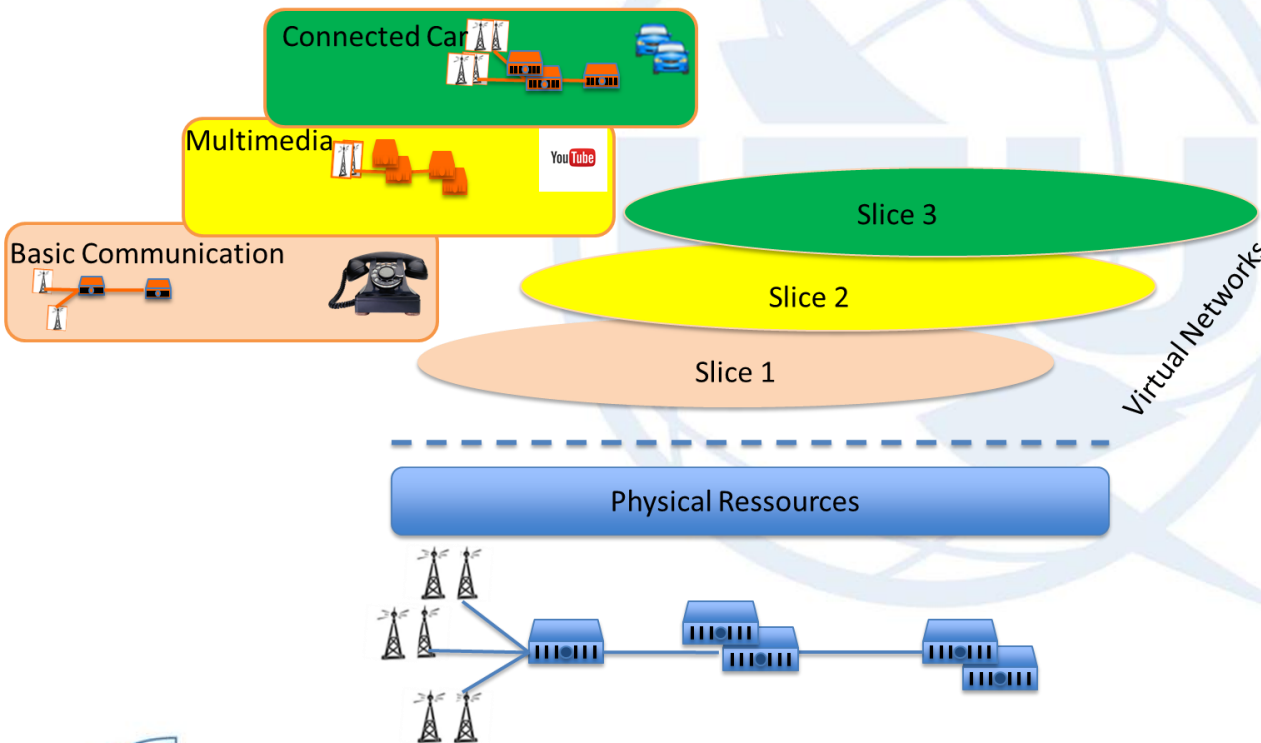 Connected Car
Multimedia
YouTube
Basic Communication
Slice 3
Slice 2
Slice 1
Virtual Networks
Physical Ressources